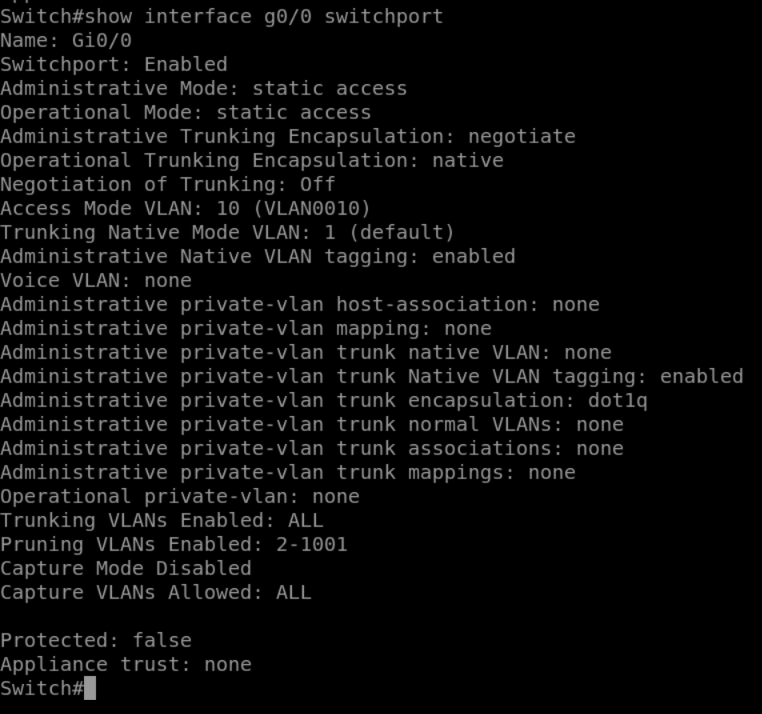 Switch#show interface g0/0 switchport
Name: Gi0/0
Switchport: Enabled
Administrative Mode: static access
Operational Mode: static access
Administrative Trunking Encapsulation: negotiate
Operational Trunking Encapsulation: native
Negotiation of Trunking: Off
Access Mode VLAN: 10 (VLAN0010)
Trunking Native Mode VLAN: 1 (default)
Administrative Native VLAN tagging: enabled
Voice VLAN: none
Administrative private-vlan host-association: none
Administrative private-vlan mapping: none
Administrative private-vlan trunk native VLAN: none
Administrative private-vlan trunk Native VLAN tagging: enabled
Administrative private-vlan trunk encapsulation: dot1q
Administrative private-vlan trunk normal VLANs: none
Administrative private-vlan trunk associations: none
Administrative private-vlan trunk mappings: none
Operational private-vlan: none
Trunking VLANs Enabled: ALL
Pruning VLANs Enabled: 2-1001
Capture Mode Disabled
Capture VLANs Allowed: ALL

Protected: false
Appliance trust: none
Switch#